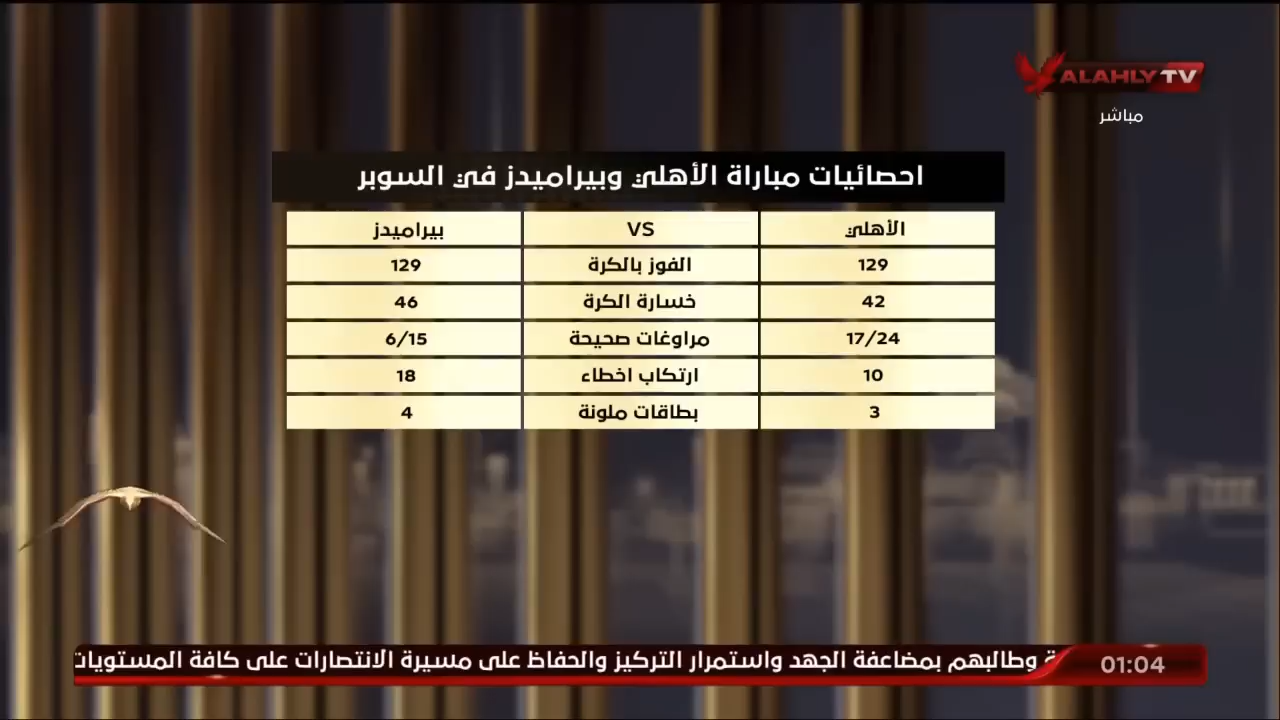 ALAHLY TV
مباشر
احصائيات مباراة الأهلي وبيراميدز في السوبر
الأهلي VS بيراميدز
129 الفوز بالكرة 129
42 خسارة الكرة 46
17/24 مراوغات صحيحة 6/15
10 ارتكاب اخطاء 18
3 بطاقات ملونة 4
وطالبهم بمضاعفة الجهد واستمرار التركيز والحفاظ على مسيرة الانتصارات على كافة المستويات
01:04